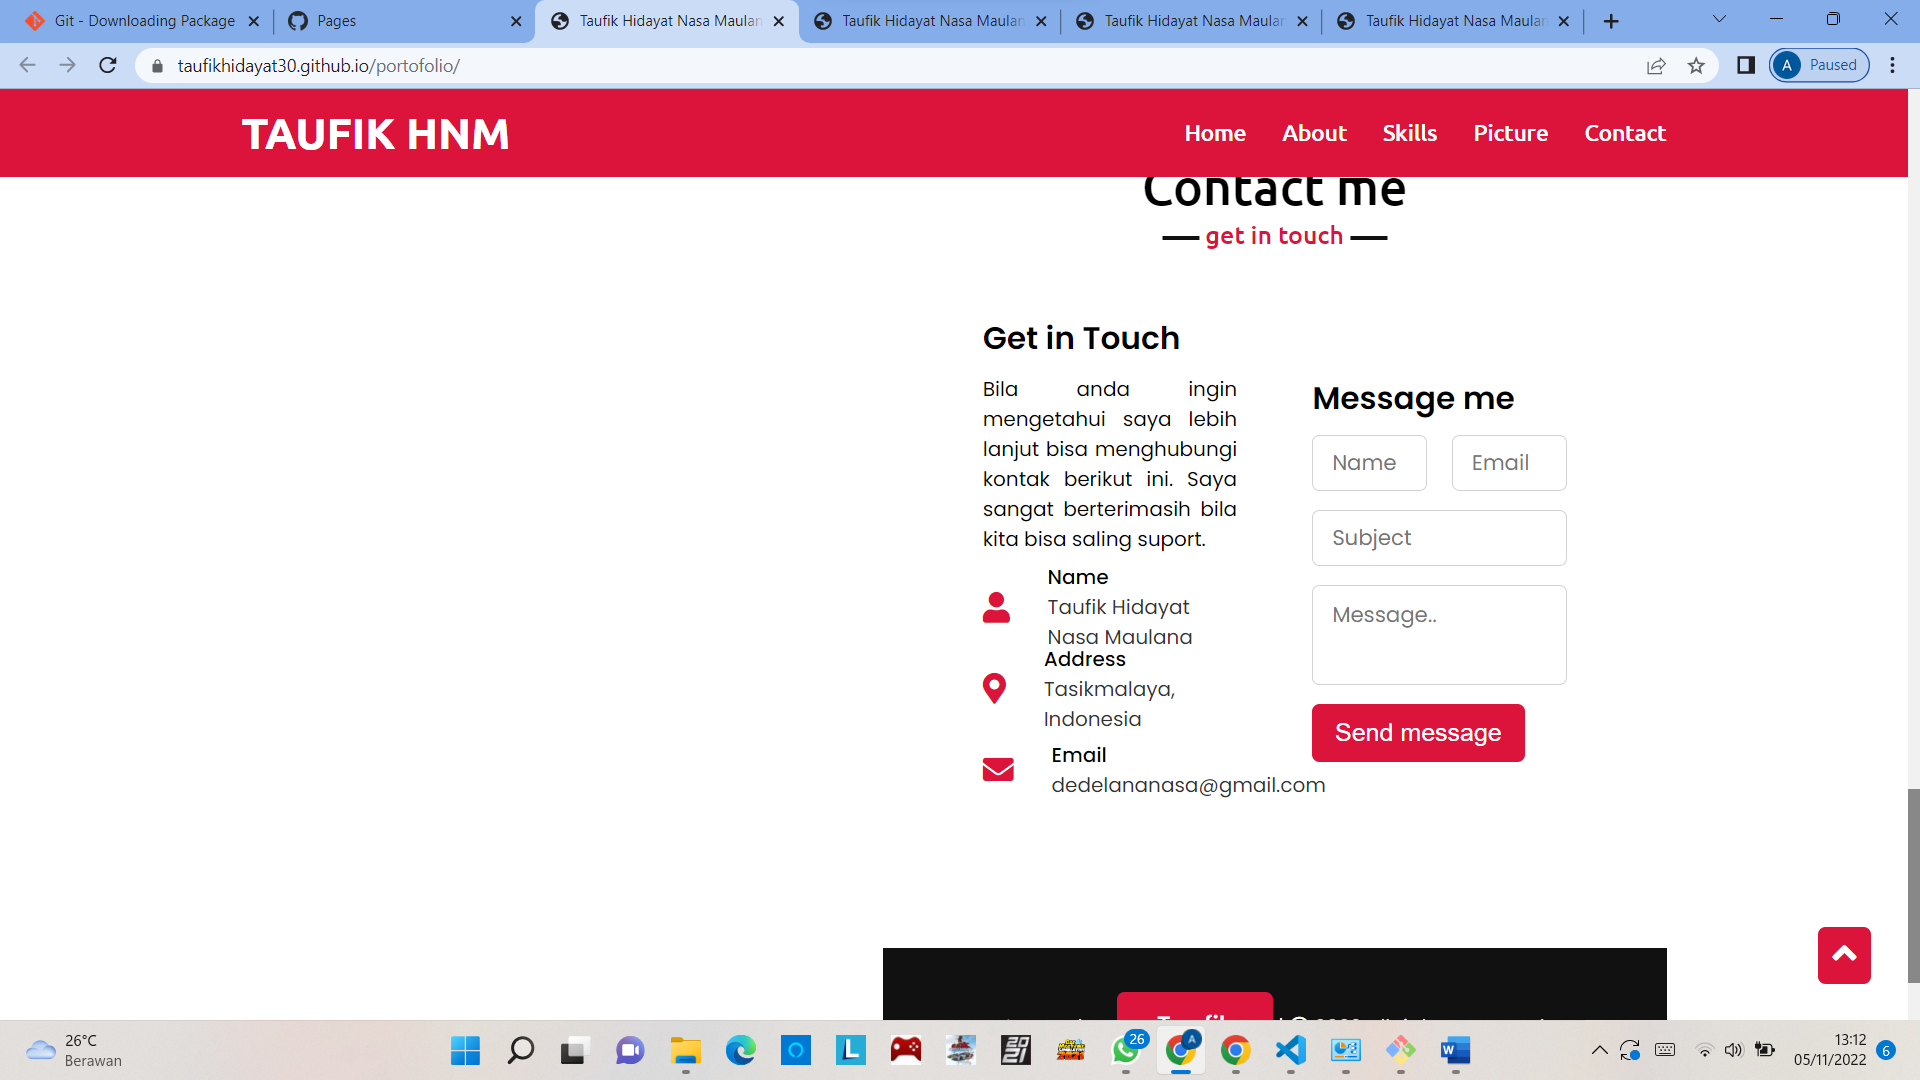 Git - Downloading Package
Pages
Taufik Hidayat Nasa Maulan
Taufik Hidayat Nasa Maulan
Taufik Hidayat Nasa Maulan
Taufik Hidayat Nasa Maulan
taufikhidayat30.github.io/portofolio/
A Paused
TAUFIK HNM
Home About Skills Picture Contact
Contact me
get in touch
Get in Touch
Bila anda ingin
mengetahui saya lebih
lanjut bisa menghubungi
kontak berikut ini. Saya
sangat berterimasih bila
kita bisa saling suport.
Name
Taufik Hidayat
Nasa Maulana
Address
Tasikmalaya,
Indonesia
Email
dedelananasa@gmail.com
Message me
Name Email
Subject
Message..
Send message
26°C
Berawan
26
A
13:12
05/11/2022
6